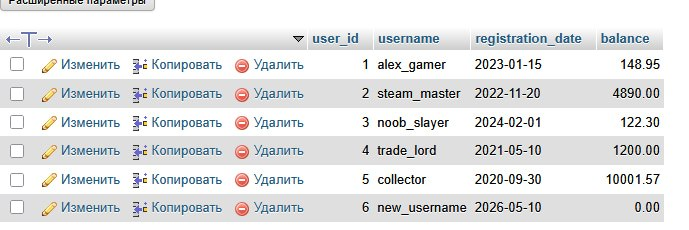 Расширенные параметры
←T→ user_id username registration_date balance
Изменить Копировать Удалить 1 alex_gamer 2023-01-15 148.95
Изменить Копировать Удалить 2 steam_master 2022-11-20 4890.00
Изменить Копировать Удалить 3 noob_slayer 2024-02-01 122.30
Изменить Копировать Удалить 4 trade_lord 2021-05-10 1200.00
Изменить Копировать Удалить 5 collector 2020-09-30 10001.57
Изменить Копировать Удалить 6 new_username 2026-05-10 0.00